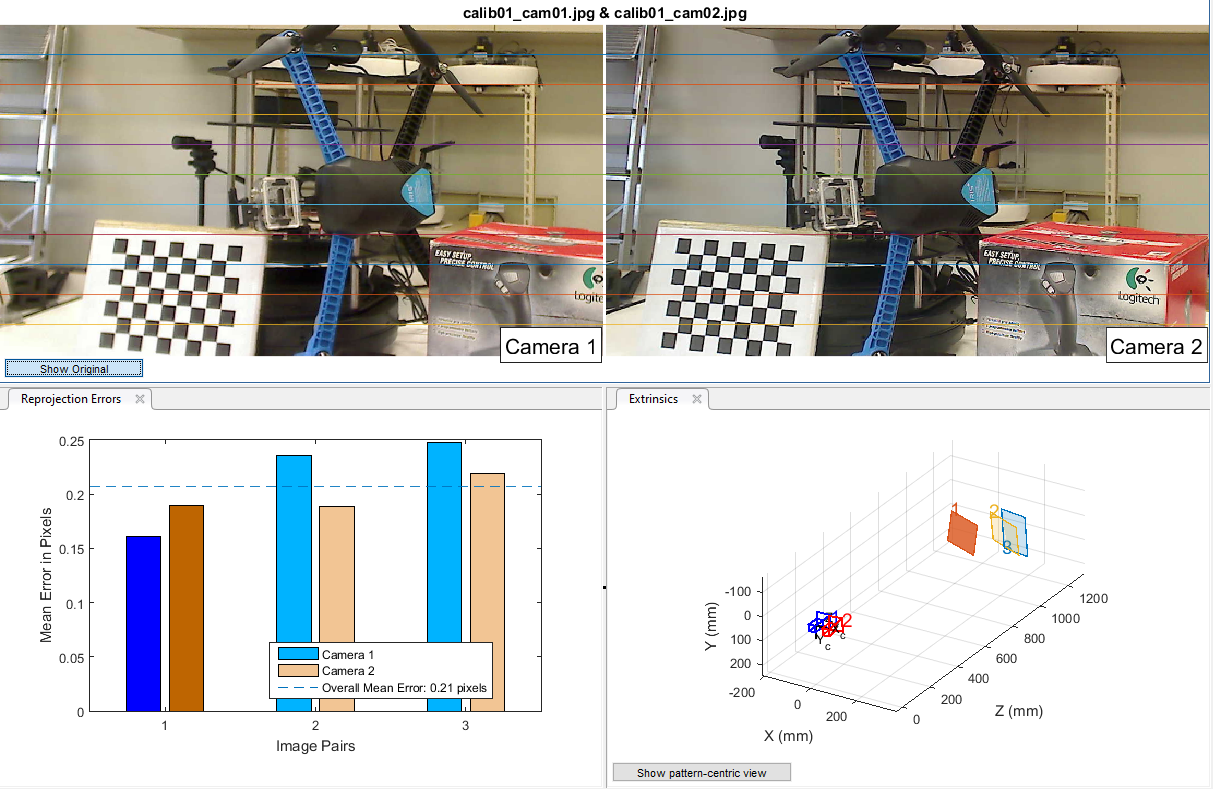 calib01_cam01.jpg & calib01_cam02.jpg
IRIS
IRIS
EASY SETUP,
PRECISE CONTROL
Logitech
EASY SETUP,
PRECISE CONTROL
Logitech
Camera 1
Camera 2
Show Original
Reprojection Errors
Mean Error in Pixels
0.25
0.2
0.15
0.1
0.05
0
Camera 1
Camera 2
Overall Mean Error: 0.21 pixels
1
2
3
Image Pairs
Extrinsics
1
2
3
2
Y
c
c
Y (mm)
-100
0
100
200
-200
0
200
X (mm)
0
200
400
600
800
1000
1200
Z (mm)
Show pattern-centric view